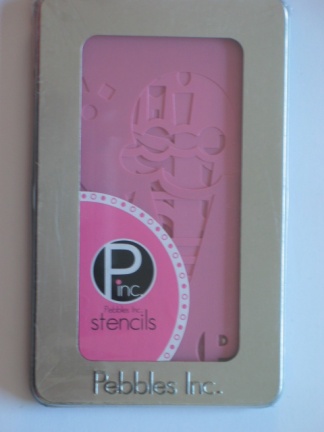 P
inc.
Pebbles Inc.
stencils
D
Pebbles Inc.